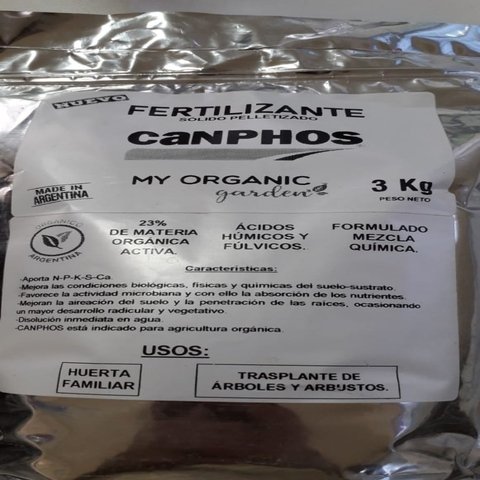 NUEVO
FERTILIZANTE
SOLIDO PELLETIZADO
CANPHOS
MY ORGANIC
garden
3 Kg
PESO NETO
MADE IN
ARGENTINA
ORGANICO
ARGENTINA
23%
DE MATERIA
ORGÁNICA
ACTIVA.
ÁCIDOS
HÚMICOS Y
FÚLVICOS.
FORMULADO
MEZCLA
QUÍMICA.
Características:
-Aporta N-P-K-S-Ca.
-Mejora las condiciones biológicas, físicas y químicas del suelo-sustrato.
-Favorece la actividad microbiana y con ello la absorción de los nutrientes.
-Mejoran la aireación del suelo y la penetración de las raíces, ocasionando
un mayor desarrollo radicular y vegetativo.
-Disolución inmediata en agua.
-CANPHOS está indicado para agricultura orgánica.
USOS:
HUERTA
FAMILIAR
TRASPLANTE DE
ÁRBOLES Y ARBUSTOS.